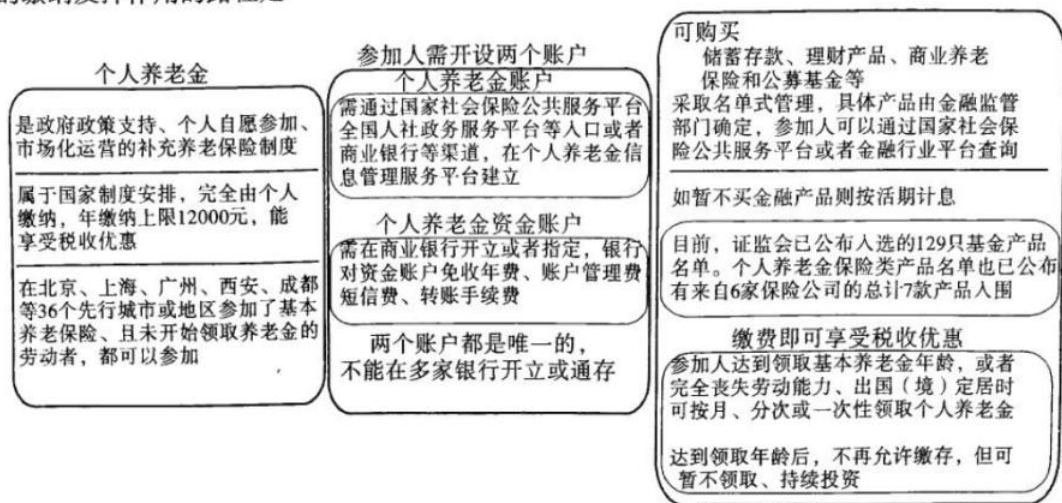 个人养老金
是政府政策支持、个人自愿参加、
市场化运营的补充养老保险制度
属于国家制度安排，完全由个人
缴纳，年缴纳上限12000元，能
享受税收优惠
在北京、上海、广州、西安、成都
等36个先行城市或地区参加了基本
养老保险、且未开始领取养老金的
劳动者，都可以参加
参加人需开设两个账户
个人养老金账户
需通过国家社会保险公共服务平台
全国人社政务服务平台等入口或者
商业银行等渠道，在个人养老金信
息管理服务平台建立
个人养老金资金账户
需在商业银行开立或者指定，银行
对资金账户免收年费、账户管理费
短信费、转账手续费
两个账户都是唯一的，
不能在多家银行开立或通存
可购买
储蓄存款、理财产品、商业养老
保险和公募基金等
采取名单式管理，具体产品由金融监管
部门确定，参加人可以通过国家社会保
险公共服务平台或者金融行业平台查询
如暂不买金融产品则按活期计息
目前，证监会已公布入选的129只基金产品
名单。个人养老金保险类产品名单也已公布
有来自6家保险公司的总计7款产品入围
缴费即可享受税收优惠
参加人达到领取基本养老金年龄，或者
完全丧失劳动能力、出国（境）定居时
可按月、分次或一次性领取个人养老金
达到领取年龄后，不再允许缴存，但可
暂不领取、持续投资